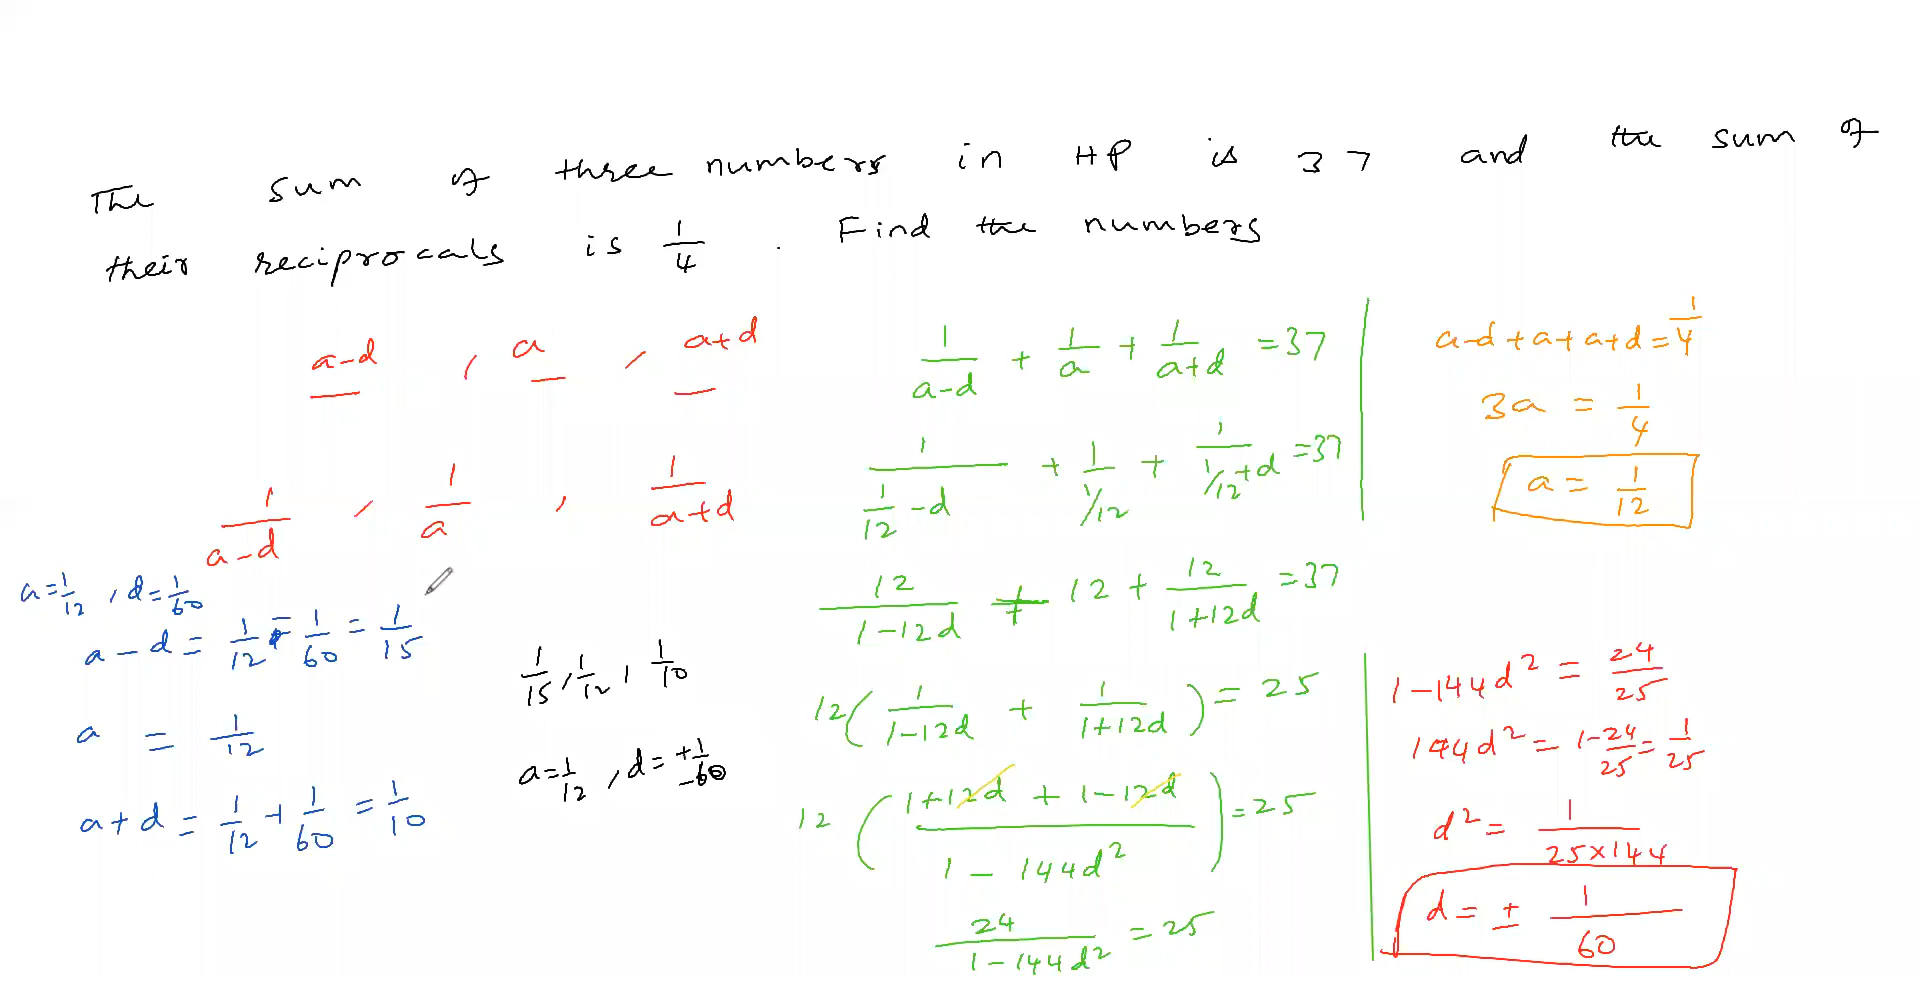 The sum of three numbers in HP is 37 and the sum of
their reciprocals is 1/4 . Find the numbers
a-d , a , a+d
1/(a-d) , 1/a , 1/(a+d)
a=1/12 , d=1/60
a-d = 1/12 - 1/60 = 1/15
a = 1/12
a+d = 1/12 + 1/60 = 1/10
1/15 , 1/12 , 1/10
a=1/12 , d=±1/60
1/(a-d) + 1/a + 1/(a+d) =37
1/(1/12 -d) + 1/(1/12) + 1/(1/12 +d) =37
12/(1-12d) + 12 + 12/(1+12d) =37
12(1/(1-12d) + 1/(1+12d)) = 25
12((1+12d + 1-12d)/(1 - 144d²)) =25
24/(1-144d²) = 25
a-d+a+a+d=1/4
3a = 1/4
a = 1/12
1-144d² = 24/25
144d² = 1-24/25 = 1/25
d² = 1/(25×144)
d = ± 1/60